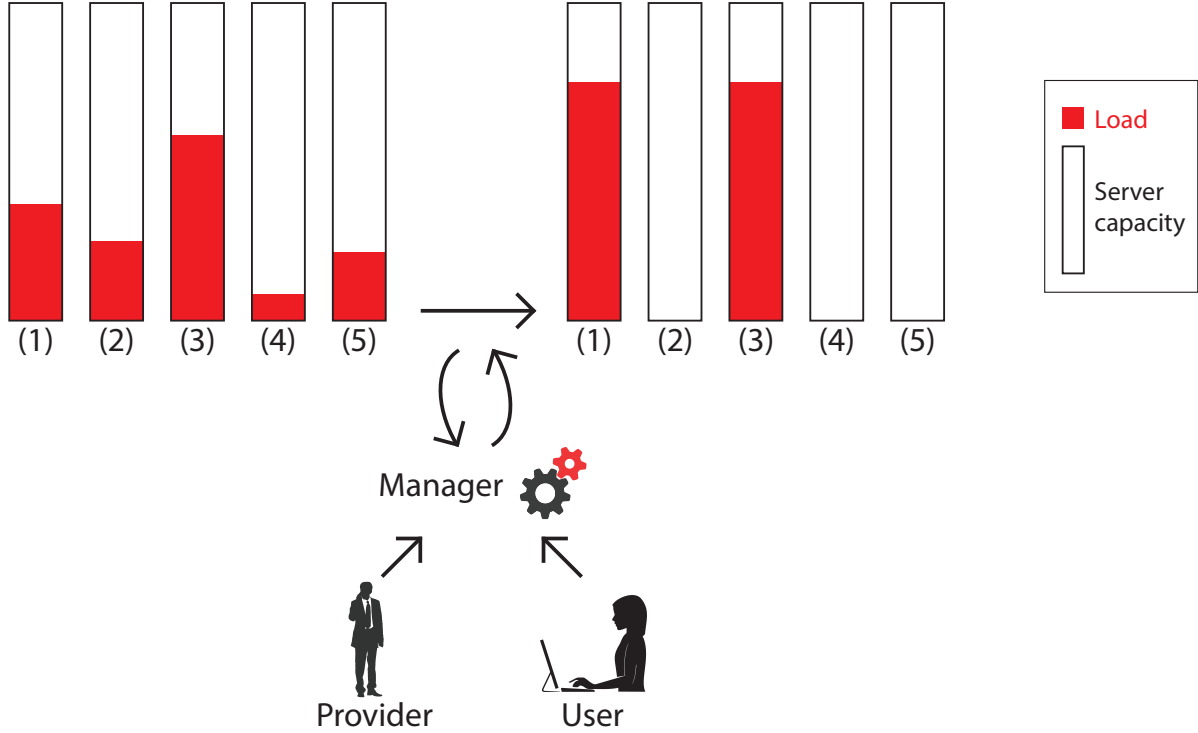 (1) (2) (3) (4) (5)
(1) (2) (3) (4) (5)
Load
Server
capacity
Manager
Provider
User